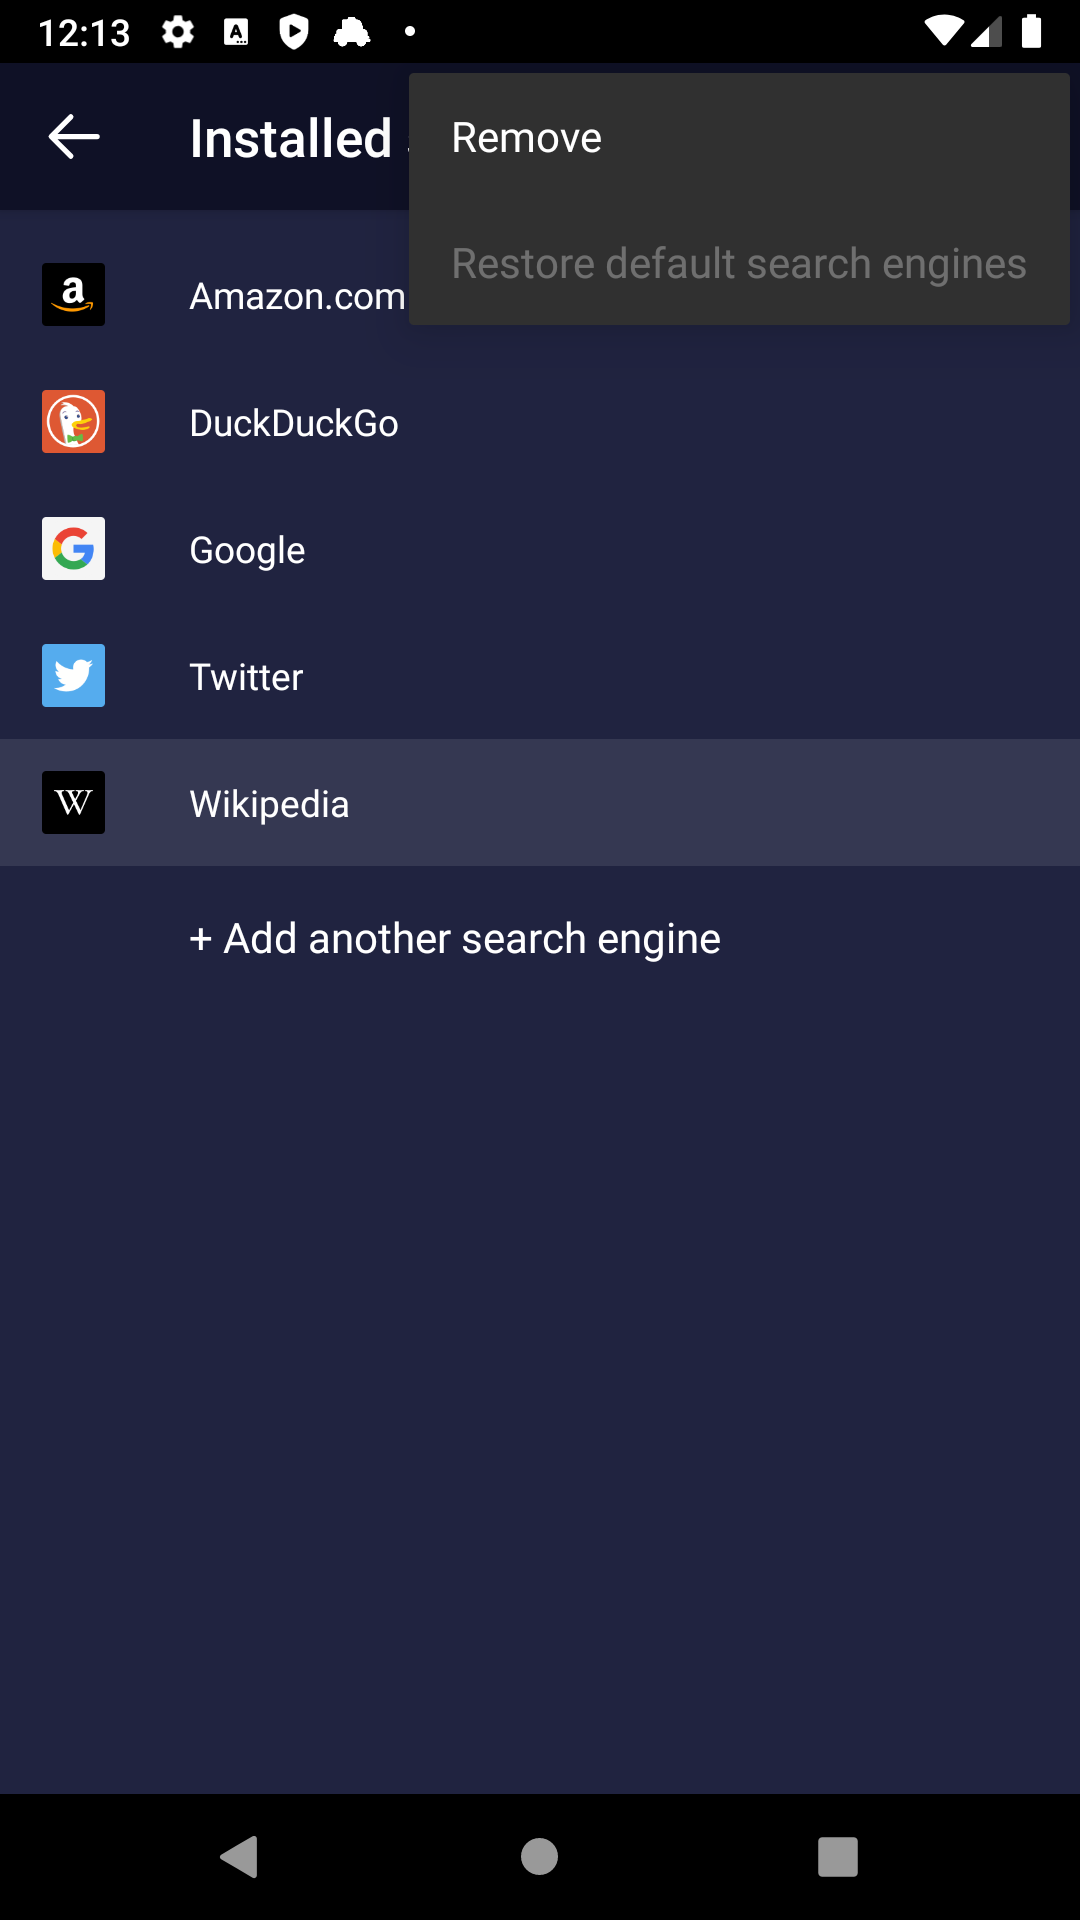 12:13
Installed
Remove
Restore default search engines
Amazon.com
DuckDuckGo
Google
Twitter
Wikipedia
+ Add another search engine